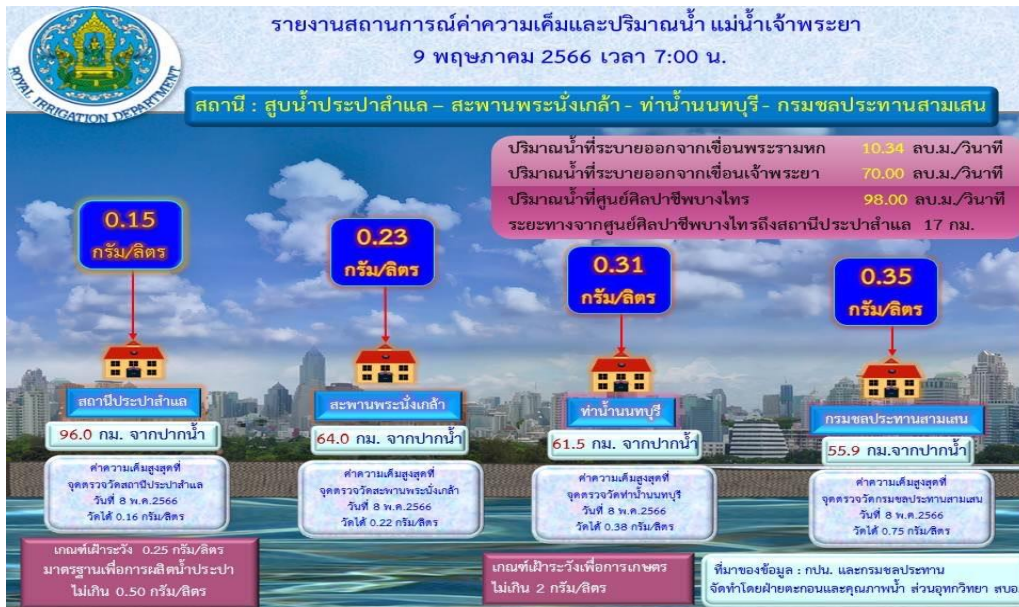 รายงานสถานการณ์ค่าความเค็มและปริมาณน้ำ แม่น้ำเจ้าพระยา
9 พฤษภาคม 2566 เวลา 7:00 น.
ROYAL IRRIGATION DEPARTMENT
สถานี : สูบน้ำประปาสำแล – สะพานพระนั่งเกล้า - ท่าน้ำนนทบุรี - กรมชลประทานสามเสน
ปริมาณน้ำที่ระบายออกจากเขื่อนพระรามหก 10.34 ลบ.ม./วินาที
ปริมาณน้ำที่ระบายออกจากเขื่อนเจ้าพระยา 70.00 ลบ.ม./วินาที
ปริมาณน้ำที่ศูนย์ศิลปาชีพบางไทร 98.00 ลบ.ม./วินาที
ระยะทางจากศูนย์ศิลปาชีพบางไทรถึงสถานีประปาสำแล 17 กม.
0.15
กรัม/ลิตร
สถานีประปาสำแล
96.0 กม. จากปากน้ำ
ค่าความเค็มสูงสุดที่
จุดตรวจวัดสถานีประปาสำแล
วันที่ 8 พ.ค.2566
วัดได้ 0.16 กรัม/ลิตร
0.23
กรัม/ลิตร
สะพานพระนั่งเกล้า
64.0 กม. จากปากน้ำ
ค่าความเค็มสูงสุดที่
จุดตรวจวัดสะพานพระนั่งเกล้า
วันที่ 8 พ.ค.2566
วัดได้ 0.22 กรัม/ลิตร
0.31
กรัม/ลิตร
ท่าน้ำนนทบุรี
61.5 กม. จากปากน้ำ
ค่าความเค็มสูงสุดที่
จุดตรวจวัดท่าน้ำนนทบุรี
วันที่ 8 พ.ค.2566
วัดได้ 0.38 กรัม/ลิตร
0.35
กรัม/ลิตร
กรมชลประทานสามเสน
55.9 กม.จากปากน้ำ
ค่าความเค็มสูงสุดที่
จุดตรวจวัดกรมชลประทานสามเสน
วันที่ 8 พ.ค.2566
วัดได้ 0.75 กรัม/ลิตร
เกณฑ์เฝ้าระวัง 0.25 กรัม/ลิตร
มาตรฐานเพื่อการผลิตน้ำประปา
ไม่เกิน 0.50 กรัม/ลิตร
เกณฑ์เฝ้าระวังเพื่อการเกษตร
ไม่เกิน 2 กรัม/ลิตร
ที่มาของข้อมูล : กปน. และกรมชลประทาน
จัดทำโดยฝ่ายตะกอนและคุณภาพน้ำ ส่วนอุทกวิทยา สบอ